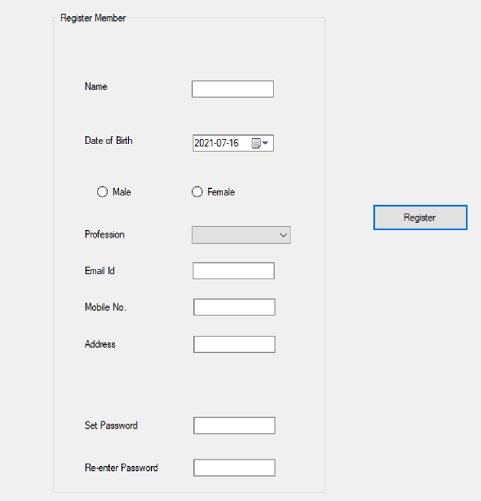 Register Member
Name
Date of Birth
2021-07-16
Male Female
Register
Profession
Email Id
Mobile No.
Address
Set Password
Re-enter Password